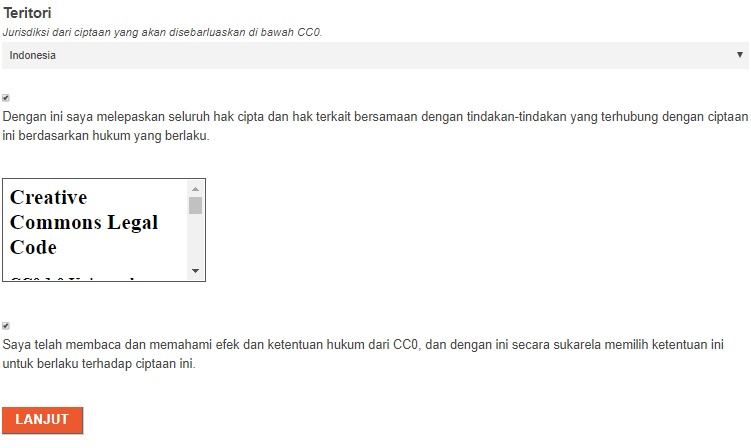 Teritori
Jurisdiksi dari ciptaan yang akan disebarluaskan di bawah CC0.
Indonesia
Dengan ini saya melepaskan seluruh hak cipta dan hak terkait bersamaan dengan tindakan-tindakan yang terhubung dengan ciptaan
ini berdasarkan hukum yang berlaku.
Creative
Commons Legal
Code
Saya telah membaca dan memahami efek dan ketentuan hukum dari CC0, dan dengan ini secara sukarela memilih ketentuan ini
untuk berlaku terhadap ciptaan ini.
LANJUT